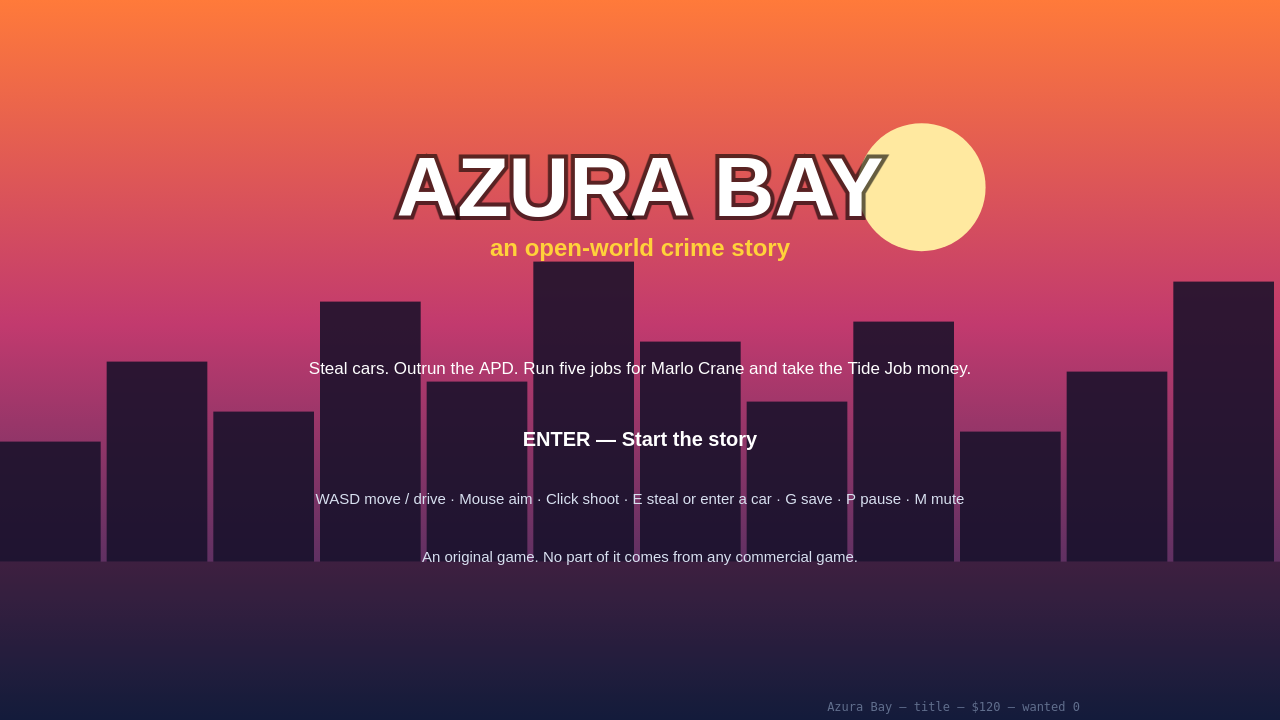 AZURA BAY
an open-world crime story
Steal cars. Outrun the APD. Run five jobs for Marlo Crane and take the Tide Job money.
ENTER — Start the story
WASD move / drive · Mouse aim · Click shoot · E steal or enter a car · G save · P pause · M mute
An original game. No part of it comes from any commercial game.
Azura Bay — title — $120 — wanted 0